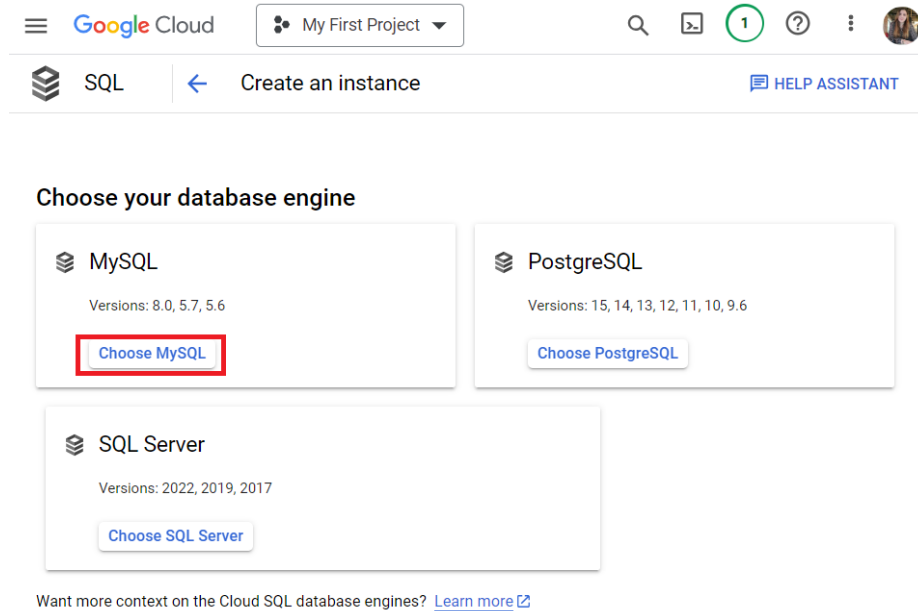 Google Cloud
My First Project
1
SQL
Create an instance
HELP ASSISTANT
Choose your database engine
MySQL
Versions: 8.0, 5.7, 5.6
Choose MySQL
PostgreSQL
Versions: 15, 14, 13, 12, 11, 10, 9.6
Choose PostgreSQL
SQL Server
Versions: 2022, 2019, 2017
Choose SQL Server
Want more context on the Cloud SQL database engines? Learn more